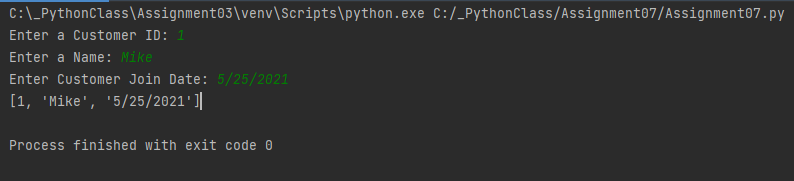 C:\_PythonClass\Assignment03\venv\Scripts\python.exe C:/_PythonClass/Assignment07/Assignment07.py
Enter a Customer ID: 1
Enter a Name: Mike
Enter Customer Join Date: 5/25/2021
[1, 'Mike', '5/25/2021']
Process finished with exit code 0